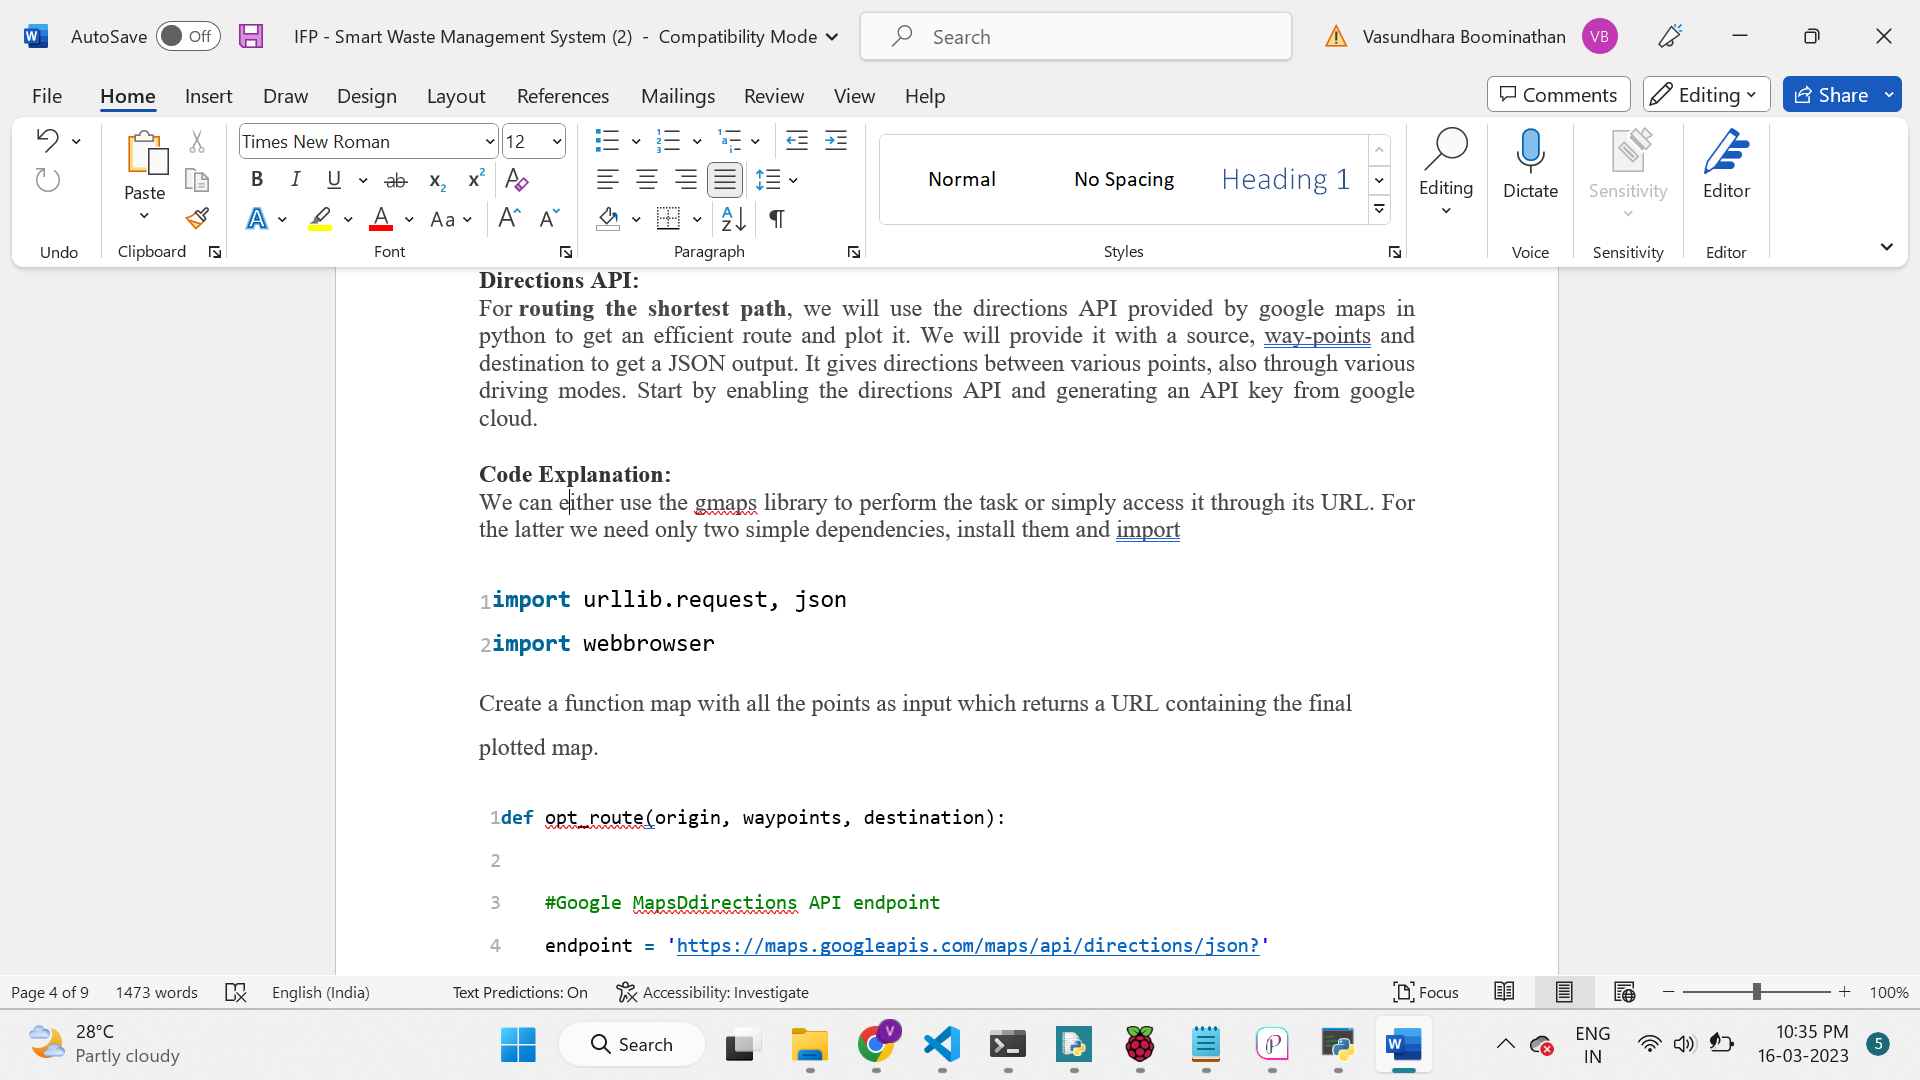 AutoSave Off IFP - Smart Waste Management System (2) - Compatibility Mode Search Vasundhara Boominathan VB
File Home Insert Draw Design Layout References Mailings Review View Help Comments Editing Share
Times New Roman 12
Paste
Normal No Spacing Heading 1
Editing Dictate Sensitivity Editor
Undo Clipboard Font Paragraph Styles Voice Sensitivity Editor
Directions API:
For routing the shortest path, we will use the directions API provided by google maps in
python to get an efficient route and plot it. We will provide it with a source, way-points and
destination to get a JSON output. It gives directions between various points, also through various
driving modes. Start by enabling the directions API and generating an API key from google
cloud.
Code Explanation:
We can either use the gmaps library to perform the task or simply access it through its URL. For
the latter we need only two simple dependencies, install them and import
1import urllib.request, json
2import webbrowser
Create a function map with all the points as input which returns a URL containing the final
plotted map.
1def opt_route(origin, waypoints, destination):
2
3 #Google MapsDdirections API endpoint
4 endpoint = 'https://maps.googleapis.com/maps/api/directions/json?'
Page 4 of 9 1473 words English (India) Text Predictions: On Accessibility: Investigate Focus 100%
28°C
Partly cloudy
Search
ENG
IN
10:35 PM
16-03-2023
5